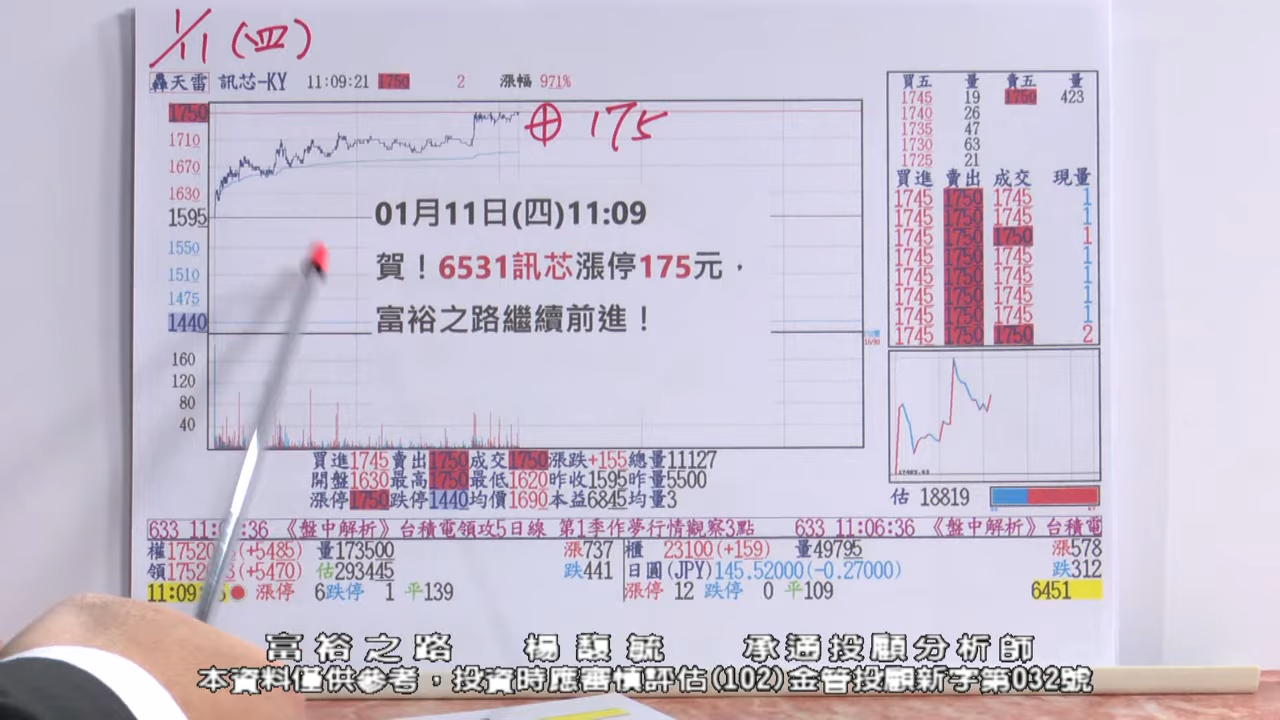 1/11 (四)
轟天雷 訊芯-KY 11:09:21 1750 2 漲幅 971%
1750
1710
1670
1630
1595
1550
1510
1475
1440
160
120
80
40
⊕ 175
01月11日(四)11:09
賀！6531訊芯漲停175元，
富裕之路繼續前進！
買五 量 賣五 量
1745 19 1750 423
1740 26
1735 47
1730 63
1725 21
買進 賣出 成交 現量
1745 1750 1745 1
1745 1750 1745 1
1745 1750 1750 1
1745 1750 1745 1
1745 1750 1745 1
1745 1750 1745 1
1745 1750 1745 1
1745 1750 1750 2
估 18819
買進1745賣出1750成交1750漲跌+155總量11127
開盤1630最高1750最低1620昨收1595昨量5500
漲停1750跌停1440均價1690本益6845均量3
633 11:06:36 《盤中解析》台積電領攻5日線 第1季作夢行情觀察3點 633 11:06:36 《盤中解析》台積電
(+5485) 量173500 漲737 櫃 23100(+159) 量49795 漲578
(+5470) 估293445 跌441 日圓(JPY)145.52000(-0.27000) 跌312
漲停 6跌停 1 平139 漲停 12 跌停 0 平109 6451
富裕之路 楊馥毓 承通投顧分析師
本資料僅供參考，投資時應審慎評估(102)金管投顧新字第032號